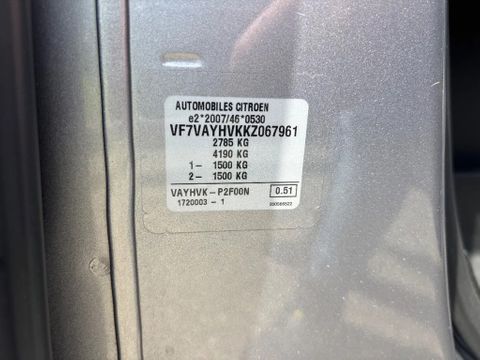 AUTOMOBILES CITROEN
e2*2007/46*0530
VF7VAYHVKKZ067961
2785 KG
4190 KG
1- 1500 KG
2- 1500 KG
VAYHVK-P2F00N 0.51
1720003 - 1